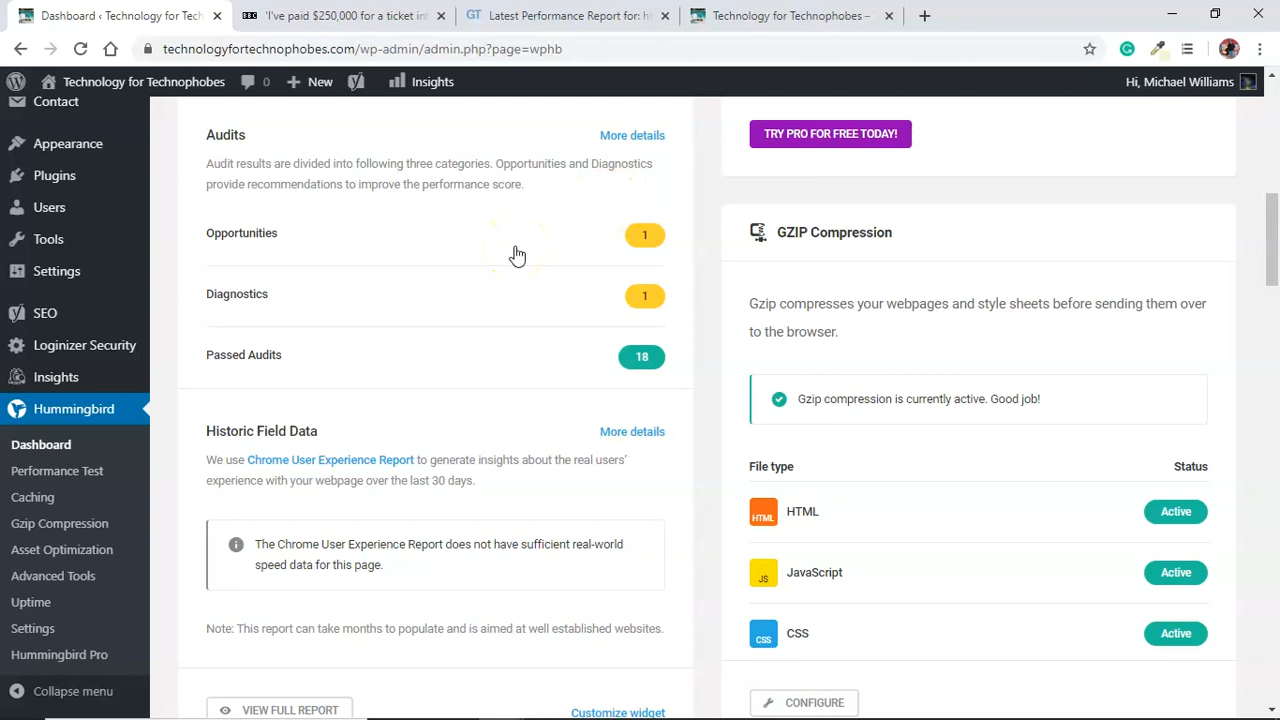 Dashboard ‹ Technology for Tech
"I've paid $250,000 for a ticket int
GT Latest Performance Report for: h
Technology for Technophobes –
technologyfortechnophobes.com/wp-admin/admin.php?page=wphb
Technology for Technophobes
0
New
Insights
Hi, Michael Williams
Contact
Appearance
Plugins
Users
Tools
Settings
SEO
Loginizer Security
Insights
Hummingbird
Dashboard
Performance Test
Caching
Gzip Compression
Asset Optimization
Advanced Tools
Uptime
Settings
Hummingbird Pro
Collapse menu
Audits
More details
Audit results are divided into following three categories. Opportunities and Diagnostics
provide recommendations to improve the performance score.
Opportunities
1
Diagnostics
1
Passed Audits
18
Historic Field Data
More details
We use Chrome User Experience Report to generate insights about the real users'
experience with your webpage over the last 30 days.
The Chrome User Experience Report does not have sufficient real-world
speed data for this page.
Note: This report can take months to populate and is aimed at well established websites.
VIEW FULL REPORT
Customize widget
TRY PRO FOR FREE TODAY!
GZIP Compression
Gzip compresses your webpages and style sheets before sending them over
to the browser.
Gzip compression is currently active. Good job!
File type
Status
HTML HTML
Active
JS JavaScript
Active
CSS CSS
Active
CONFIGURE